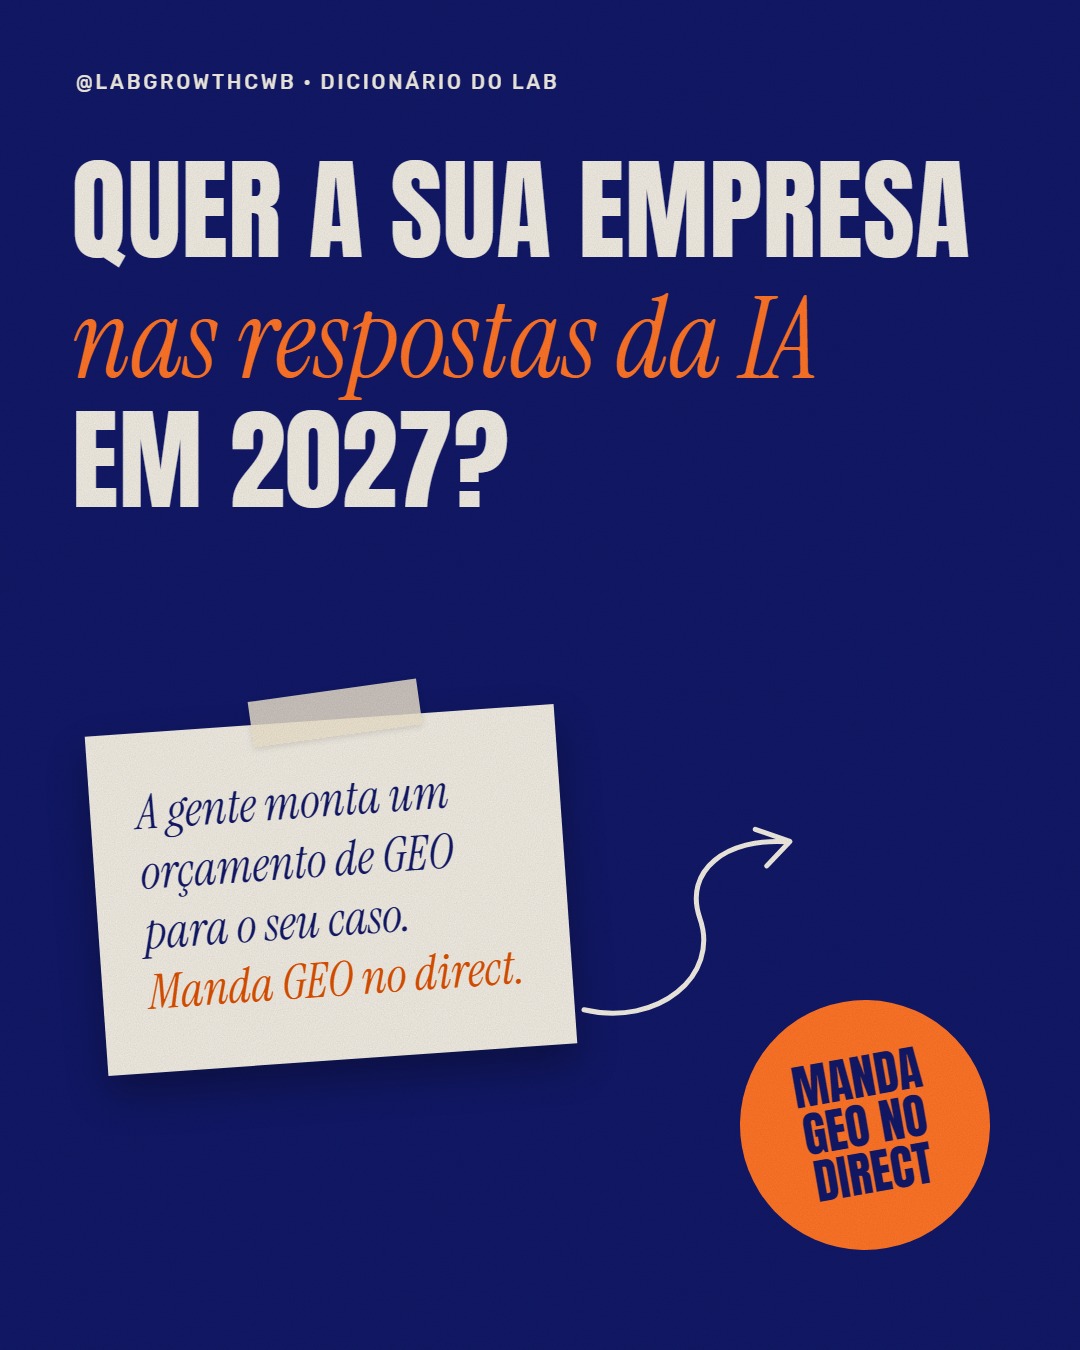 @LABGROWTHCWB • DICIONÁRIO DO LAB
QUER A SUA EMPRESA
nas respostas da IA
EM 2027?
A gente monta um
orçamento de GEO
para o seu caso.
Manda GEO no direct.
MANDA
GEO NO
DIRECT